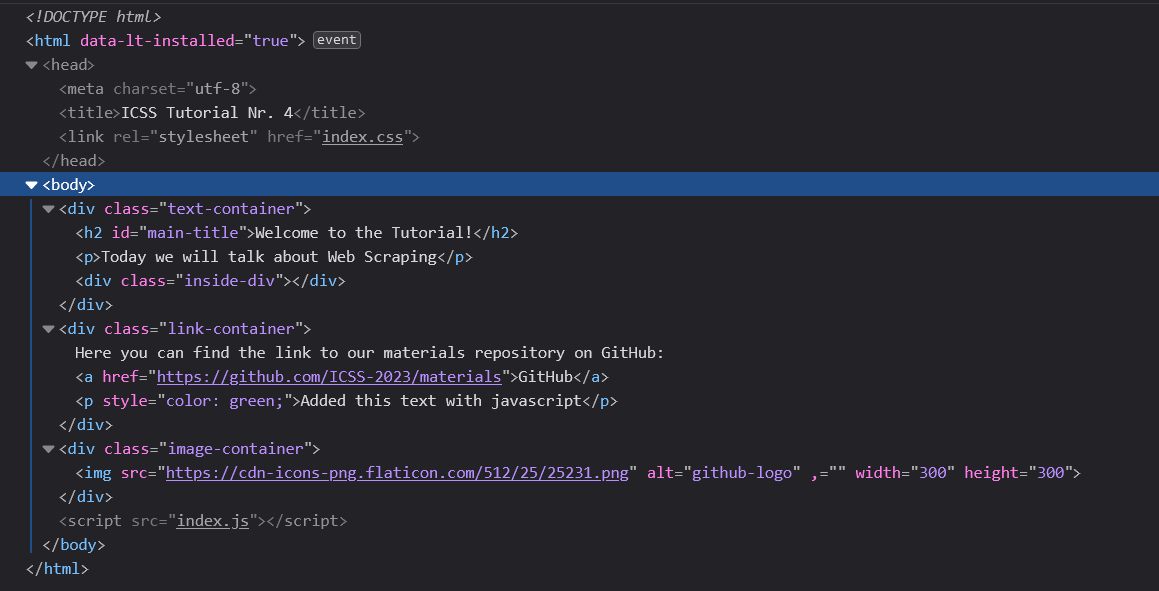 <!DOCTYPE html>
<html data-lt-installed="true"> event
<head>
<meta charset="utf-8">
<title>ICSS Tutorial Nr. 4</title>
<link rel="stylesheet" href="index.css">
</head>
<body>
<div class="text-container">
<h2 id="main-title">Welcome to the Tutorial!</h2>
<p>Today we will talk about Web Scraping</p>
<div class="inside-div"></div>
</div>
<div class="link-container">
Here you can find the link to our materials repository on GitHub:
<a href="https://github.com/ICSS-2023/materials">GitHub</a>
<p style="color: green;">Added this text with javascript</p>
</div>
<div class="image-container">
<img src="https://cdn-icons-png.flaticon.com/512/25/25231.png" alt="github-logo" ,="" width="300" height="300">
</div>
<script src="index.js"></script>
</body>
</html>